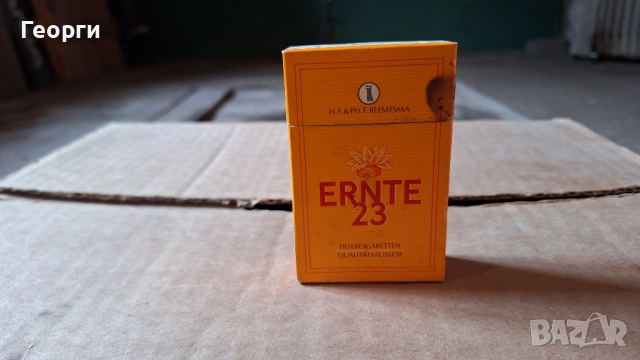 Георги
H.F. & PH.F. REEMTSMA
ERNTE
23
FILTERCIGARETTEN
QUALITÄTSAUSLESE
BAZAR